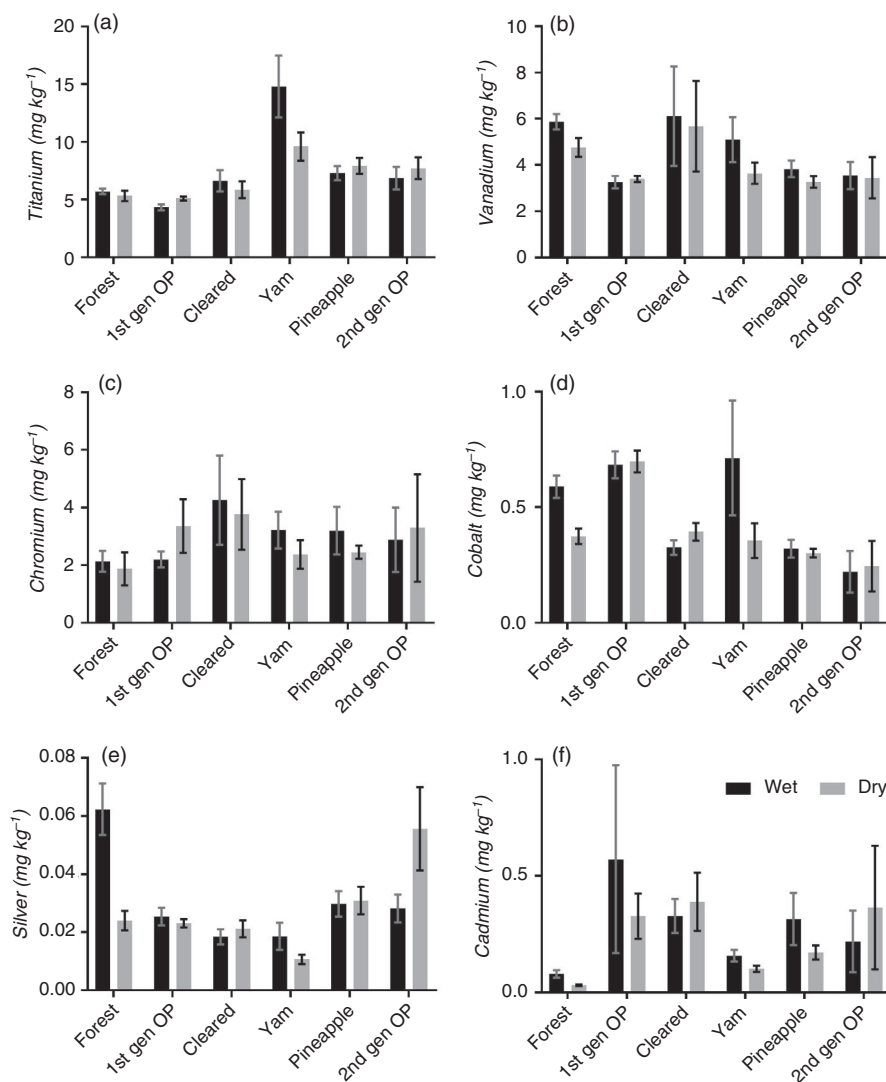 (a)
Titanium (mg kg⁻¹)
20
15
10
5
0
Forest
1st gen OP
Cleared
Yam
Pineapple
2nd gen OP
(b)
Vanadium (mg kg⁻¹)
10
8
6
4
2
0
Forest
1st gen OP
Cleared
Yam
Pineapple
2nd gen OP
(c)
Chromium (mg kg⁻¹)
8
6
4
2
0
Forest
1st gen OP
Cleared
Yam
Pineapple
2nd gen OP
(d)
Cobalt (mg kg⁻¹)
1.0
0.5
0.0
Forest
1st gen OP
Cleared
Yam
Pineapple
2nd gen OP
(e)
Silver (mg kg⁻¹)
0.08
0.06
0.04
0.02
0.00
Forest
1st gen OP
Cleared
Yam
Pineapple
2nd gen OP
(f)
Cadmium (mg kg⁻¹)
1.0
0.5
0.0
Wet Dry
Forest
1st gen OP
Cleared
Yam
Pineapple
2nd gen OP